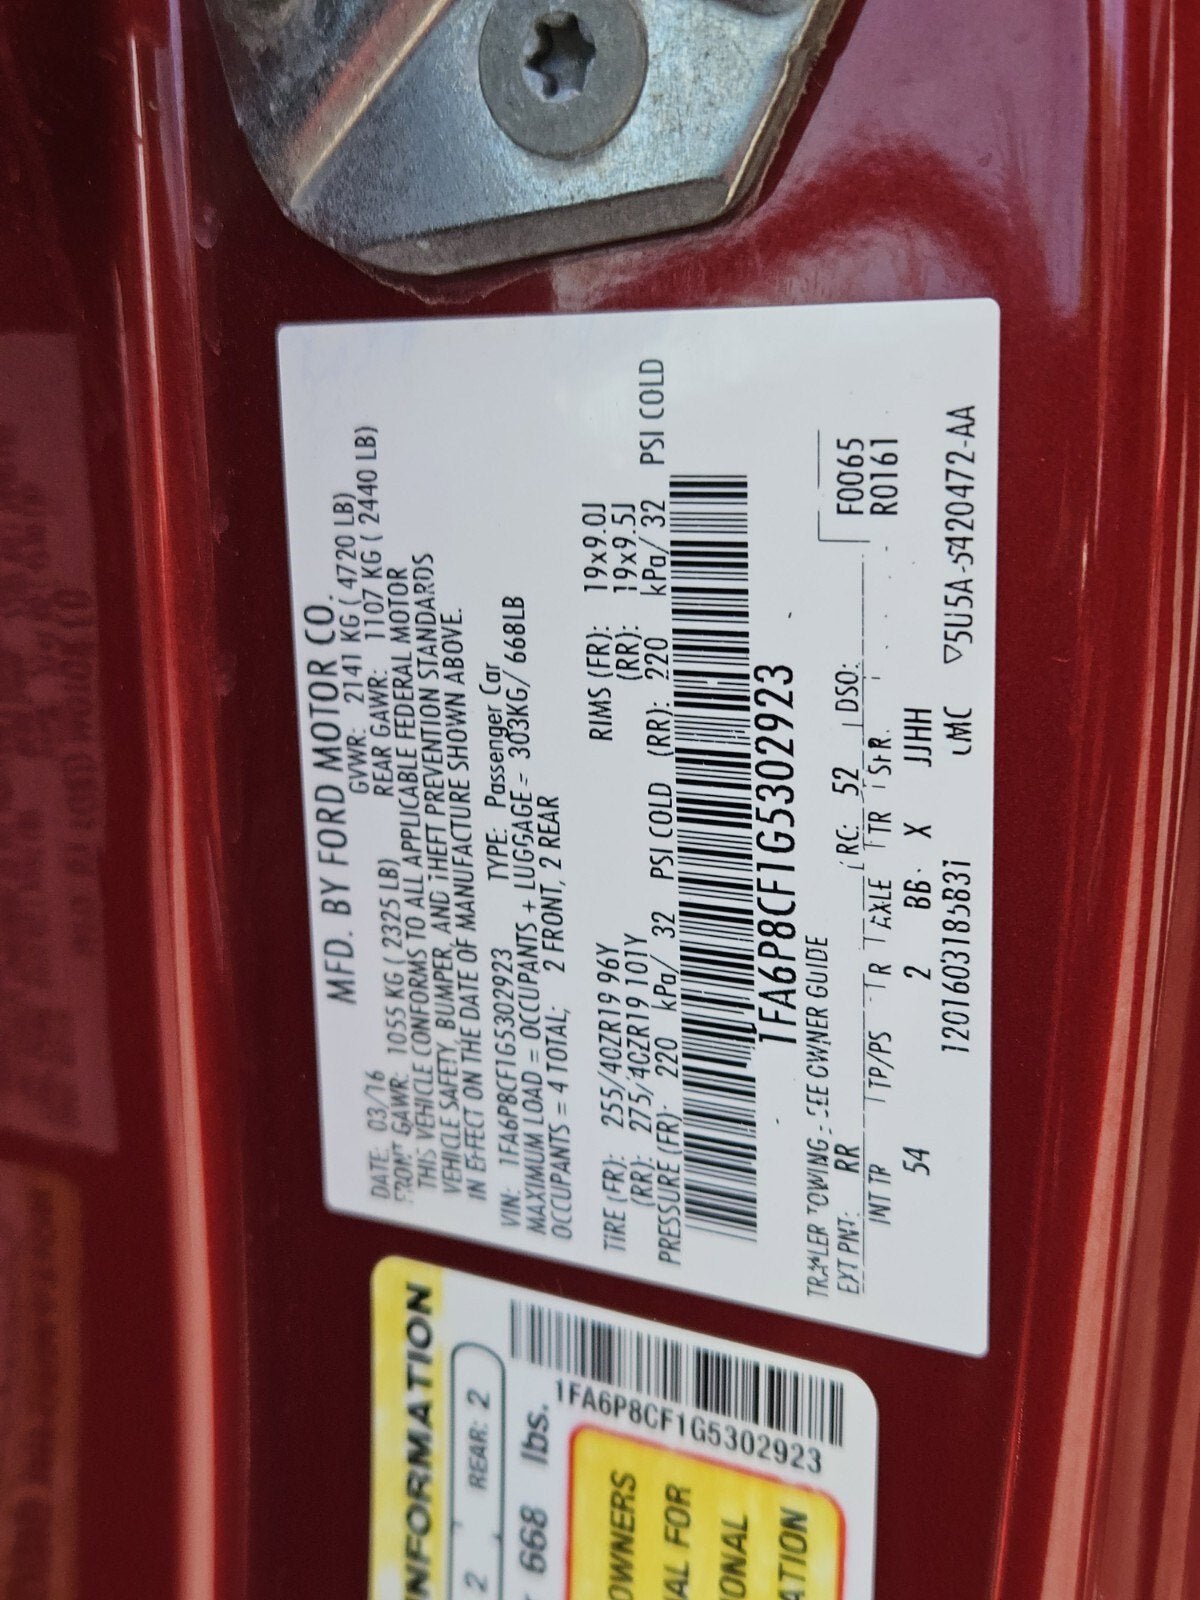 MFD. BY FORD MOTOR CO.
DATE: 03/16 GVWR: 2141 KG ( 4720 LB)
FRONT GAWR: 1055 KG ( 2325 LB) REAR GAWR: 1107 KG ( 2440 LB)
THIS VEHICLE CONFORMS TO ALL APPLICABLE FEDERAL MOTOR
VEHICLE SAFETY, BUMPER, AND THEFT PREVENTION STANDARDS
IN EFFECT ON THE DATE OF MANUFACTURE SHOWN ABOVE.
VIN: 1FA6P8CF1G5302923 TYPE: Passenger Car
MAXIMUM LOAD = OCCUPANTS + LUGGAGE = 303KG/ 668LB
OCCUPANTS = 4 TOTAL; 2 FRONT, 2 REAR
TIRE (FR): 255/40ZR19 96Y RIMS (FR): 19x9.0J
(RR): 275/40ZR19 101Y (RR): 19x9.5J
PRESSURE (FR): 220 kPa/ 32 PSI COLD (RR): 220 kPa/ 32 PSI COLD
1FA6P8CF1G5302923
TRAILER TOWING - SEE OWNER GUIDE
EXT PNT: RR RC: 52 DSO: F0065
R0161
INT TR TP/PS R AXLE TR SPR
54 2 BB X JJHH
UMC ▽5U5A-5420472-AA
INFORMATION
2 REAR: 2
668 lbs.
1FA6P8CF1G5302923
OWNERS
FOR